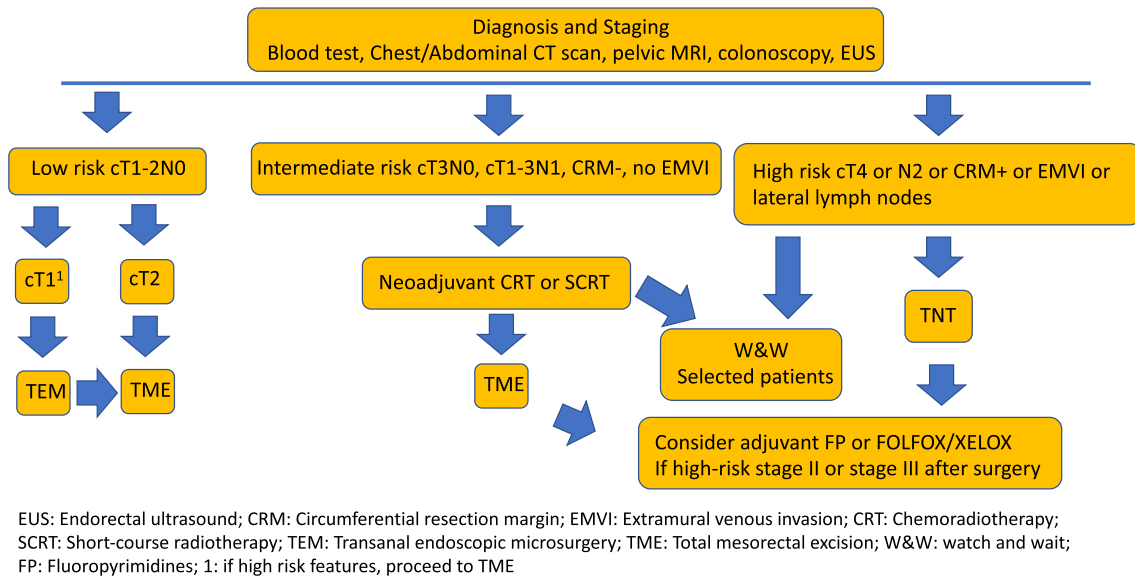 Diagnosis and Staging
Blood test, Chest/Abdominal CT scan, pelvic MRI, colonoscopy, EUS
Low risk cT1-2N0
Intermediate risk cT3N0, cT1-3N1, CRM-, no EMVI
High risk cT4 or N2 or CRM+ or EMVI or
lateral lymph nodes
cT1¹
cT2
Neoadjuvant CRT or SCRT
TNT
W&W
Selected patients
TEM
TME
TME
Consider adjuvant FP or FOLFOX/XELOX
If high-risk stage II or stage III after surgery
EUS: Endorectal ultrasound; CRM: Circumferential resection margin; EMVI: Extramural venous invasion; CRT: Chemoradiotherapy;
SCRT: Short-course radiotherapy; TEM: Transanal endoscopic microsurgery; TME: Total mesorectal excision; W&W: watch and wait;
FP: Fluoropyrimidines; 1: if high risk features, proceed to TME